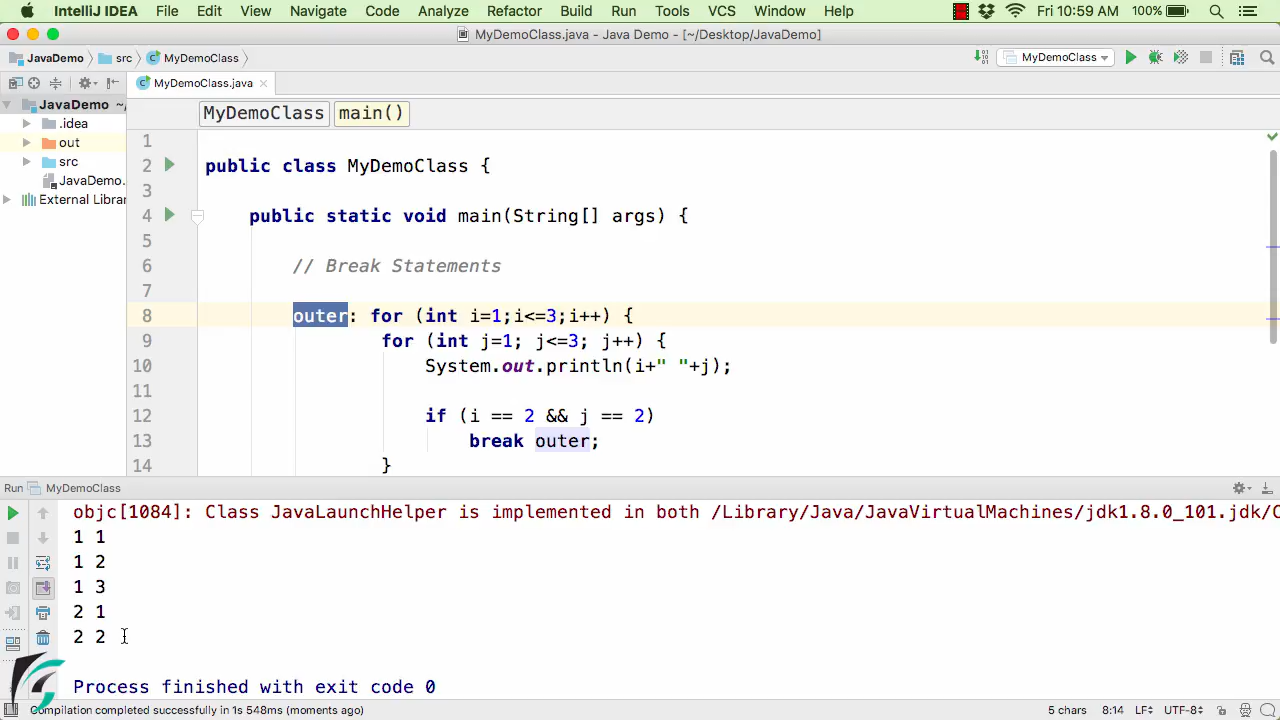 IntelliJ IDEA File Edit View Navigate Code Analyze Refactor Build Run Tools VCS Window Help Fri 10:59 AM 100%
MyDemoClass.java - Java Demo - [~/Desktop/JavaDemo]
JavaDemo src MyDemoClass MyDemoClass
MyDemoClass.java
JavaDemo ~
.idea
out
src
JavaDemo.
External Librar
MyDemoClass main()
1
2 public class MyDemoClass {
3
4 public static void main(String[] args) {
5
6 // Break Statements
7
8 outer: for (int i=1;i<=3;i++) {
9 for (int j=1; j<=3; j++) {
10 System.out.println(i+" "+j);
11
12 if (i == 2 && j == 2)
13 break outer;
14 }
Run MyDemoClass
objc[1084]: Class JavaLaunchHelper is implemented in both /Library/Java/JavaVirtualMachines/jdk1.8.0_101.jdk/C
1 1
1 2
1 3
2 1
2 2
Process finished with exit code 0
Compilation completed successfully in 1s 548ms (moments ago) 5 chars 8:14 LF UTF-8